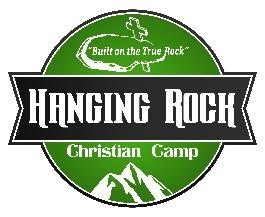 "Built on the True Rock"
HANGING ROCK
Christian Camp